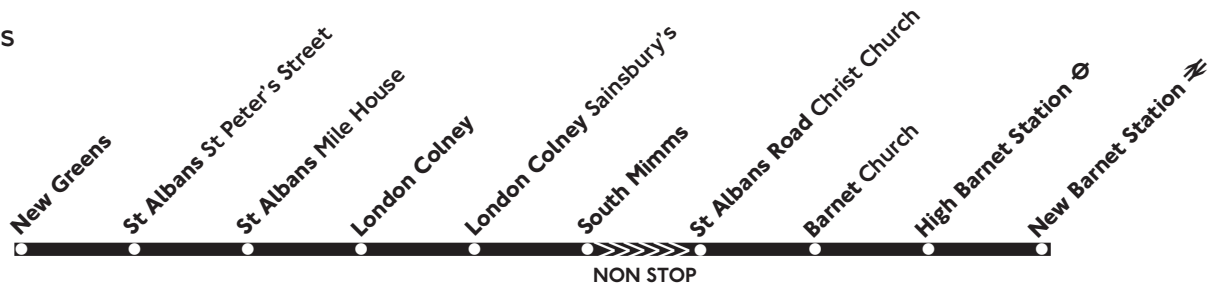 s
New Greens
St Albans St Peter's Street
St Albans Mile House
London Colney
London Colney Sainsbury's
South Mimms
St Albans Road Christ Church
Barnet Church
High Barnet Station
New Barnet Station
NON STOP